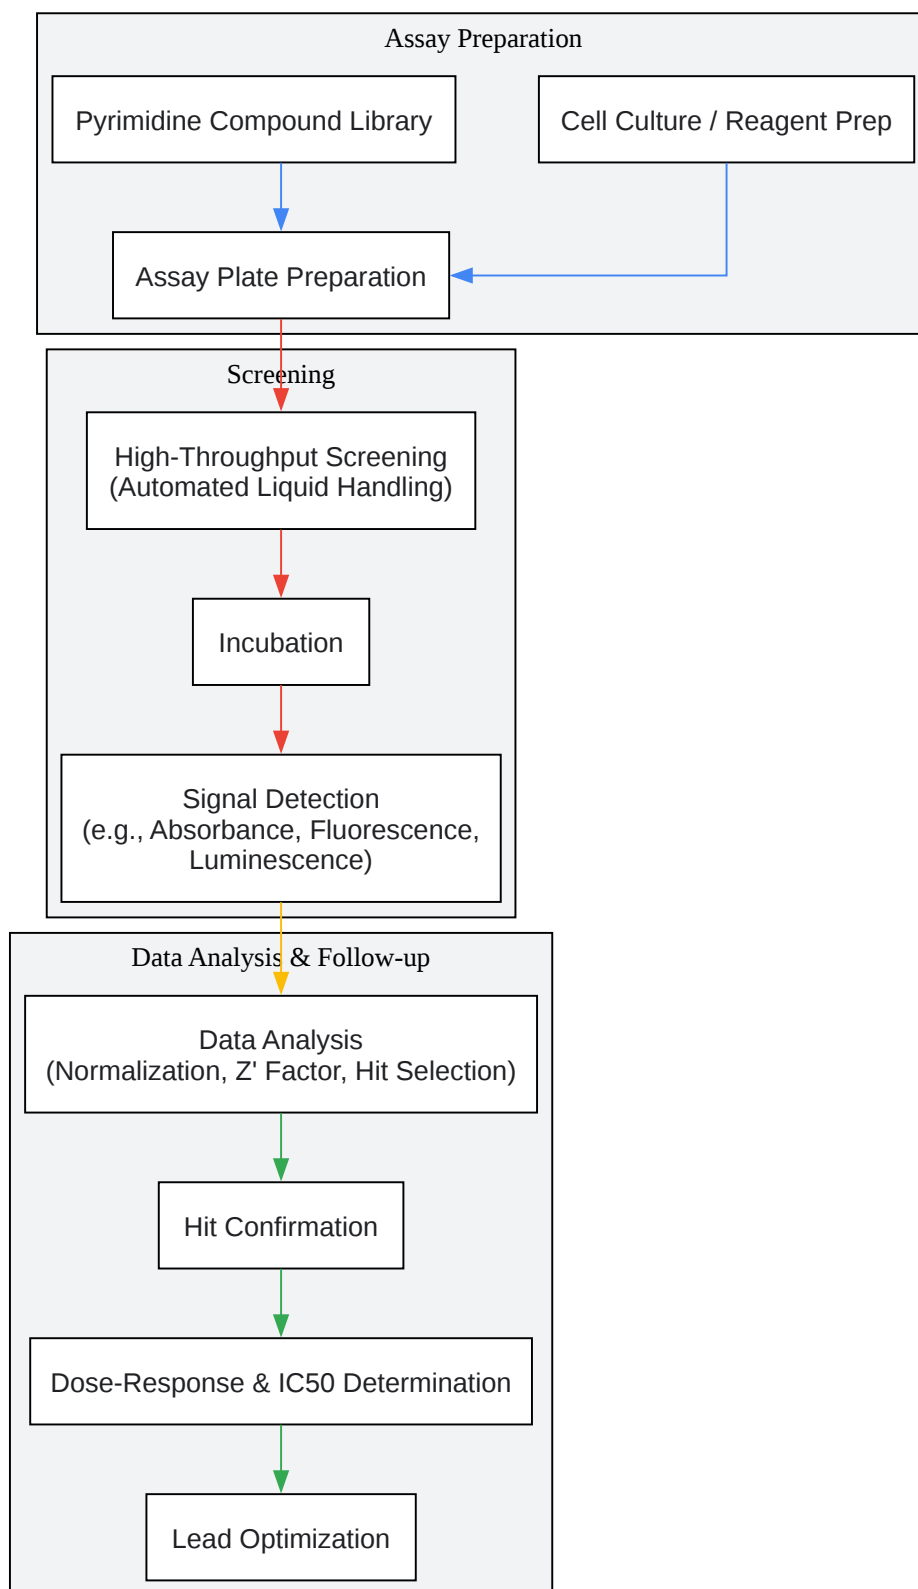 Assay Preparation
Pyrimidine Compound Library
Cell Culture / Reagent Prep
Assay Plate Preparation
Screening
High-Throughput Screening
(Automated Liquid Handling)
Incubation
Signal Detection
(e.g., Absorbance, Fluorescence,
Luminescence)
Data Analysis & Follow-up
Data Analysis
(Normalization, Z' Factor, Hit Selection)
Hit Confirmation
Dose-Response & IC50 Determination
Lead Optimization